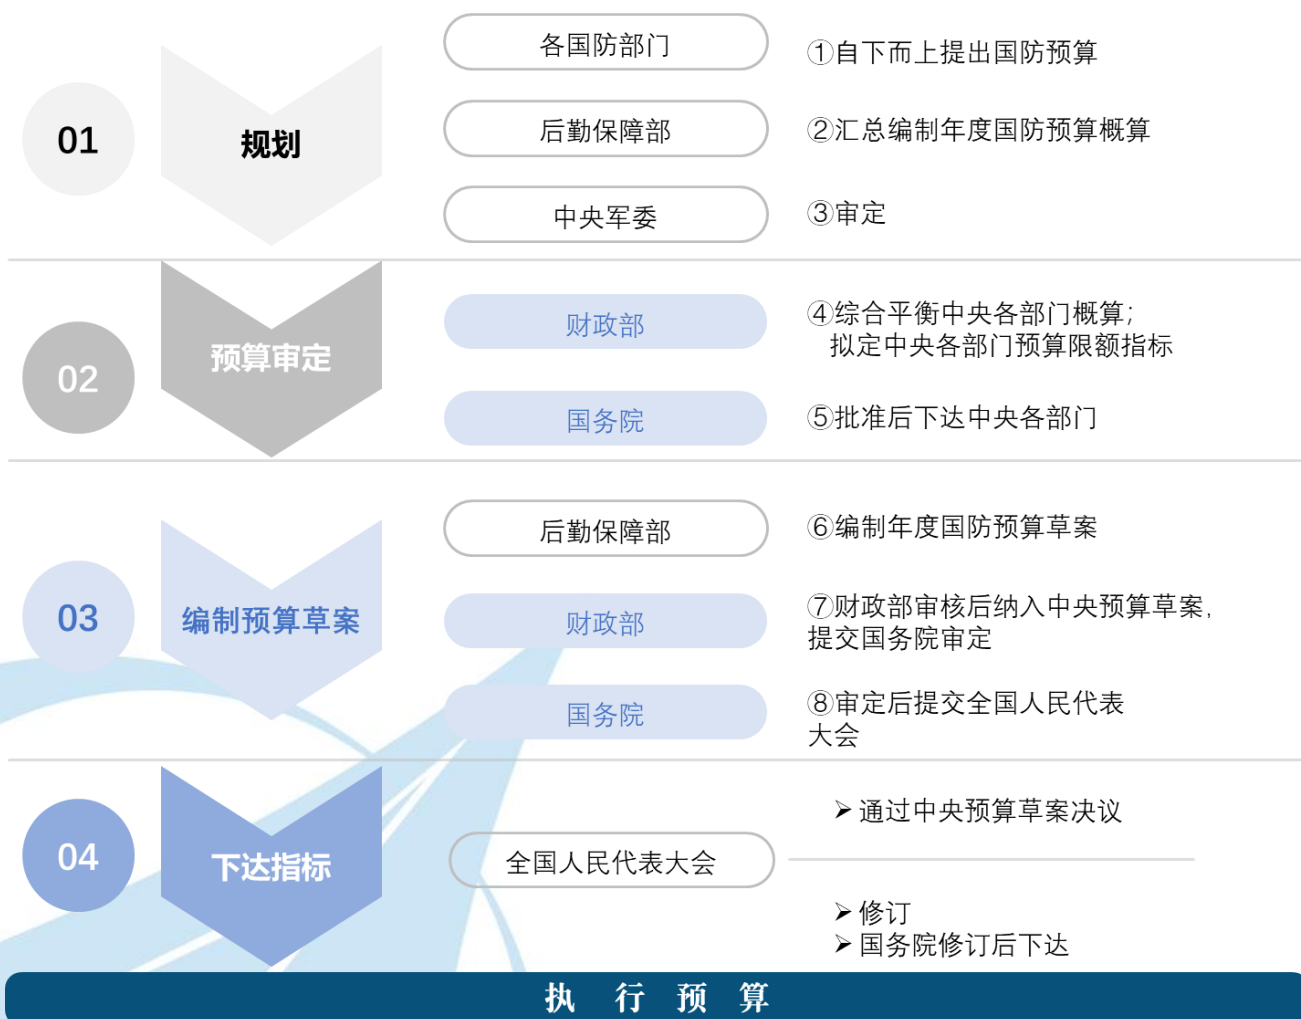 01
规划
各国防部门
①自下而上提出国防预算
后勤保障部
②汇总编制年度国防预算概算
中央军委
③审定
02
预算审定
财政部
④综合平衡中央各部门概算；
拟定中央各部门预算限额指标
国务院
⑤批准后下达中央各部门
03
编制预算草案
后勤保障部
⑥编制年度国防预算草案
财政部
⑦财政部审核后纳入中央预算草案，
提交国务院审定
国务院
⑧审定后提交全国人民代表
大会
04
下达指标
全国人民代表大会
➢ 通过中央预算草案决议
➢ 修订
➢ 国务院修订后下达
执 行 预 算